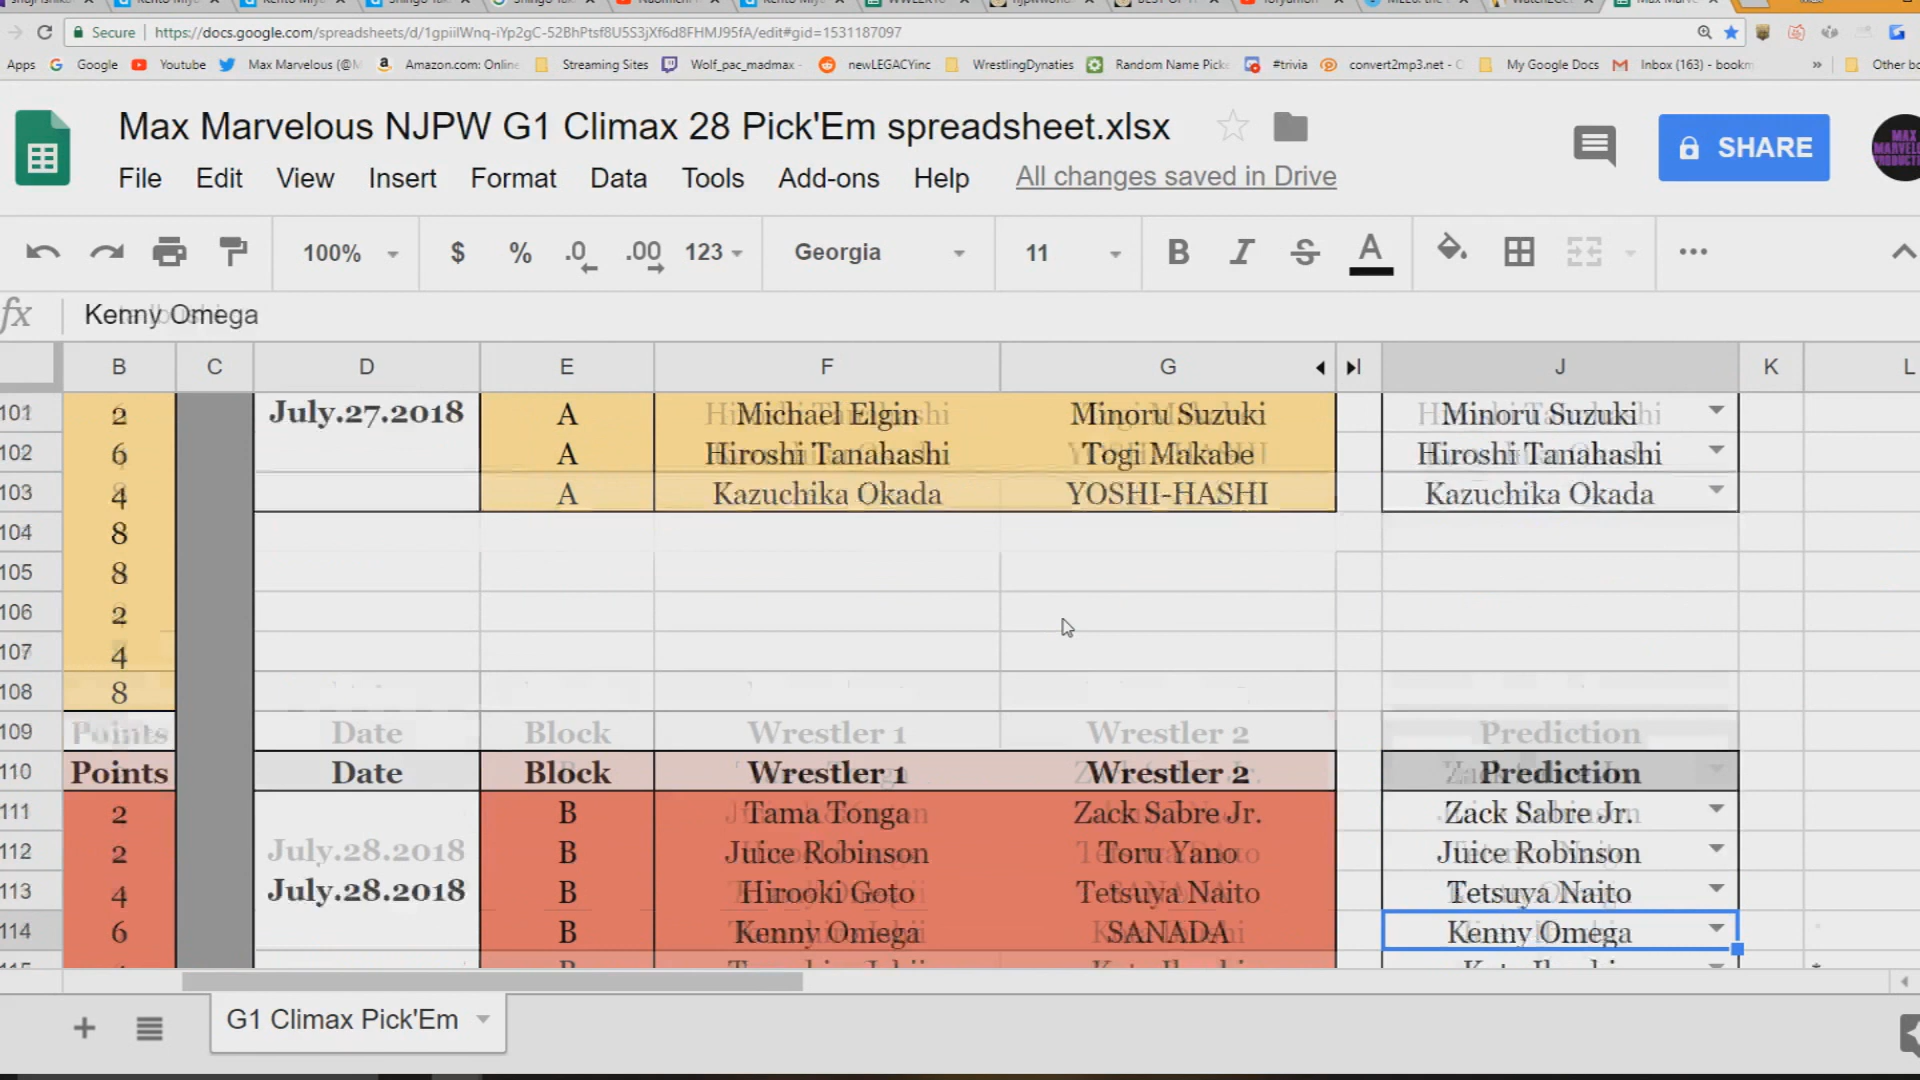 Secure https://docs.google.com/spreadsheets/d/1gpiilWnq-iYp2gC-52BhPtsf8U5S3jXf6d8FHMJ95fA/edit#gid=1531187097
Apps Google Youtube Max Marvelous (@M Amazon.com: Online Streaming Sites Wolf_pac_madmax - newLEGACYinc WrestlingDynaties Random Name Picke #trivia convert2mp3.net - C My Google Docs Inbox (163) - bookm » Other bo
Max Marvelous NJPW G1 Climax 28 Pick'Em spreadsheet.xlsx
SHARE
File Edit View Insert Format Data Tools Add-ons Help All changes saved in Drive
100% $ % .0 .00 123 Georgia 11 B I S A
fx Kenny Omega
B C D E F G J K L
101 2 July.27.2018 A Michael Elgin Minoru Suzuki Minoru Suzuki
102 6 A Hiroshi Tanahashi Togi Makabe Hiroshi Tanahashi
103 4 A Kazuchika Okada YOSHI-HASHI Kazuchika Okada
104 8
105 8
106 2
107 4
108 8
109 Points Date Block Wrestler 1 Wrestler 2 Prediction
110 Points Date Block Wrestler 1 Wrestler 2 Prediction
111 2 B Tama Tonga Zack Sabre Jr. Zack Sabre Jr.
112 2 July.28.2018 B Juice Robinson Toru Yano Juice Robinson
113 4 July.28.2018 B Hirooki Goto Tetsuya Naito Tetsuya Naito
114 6 B Kenny Omega SANADA Kenny Omega
G1 Climax Pick'Em